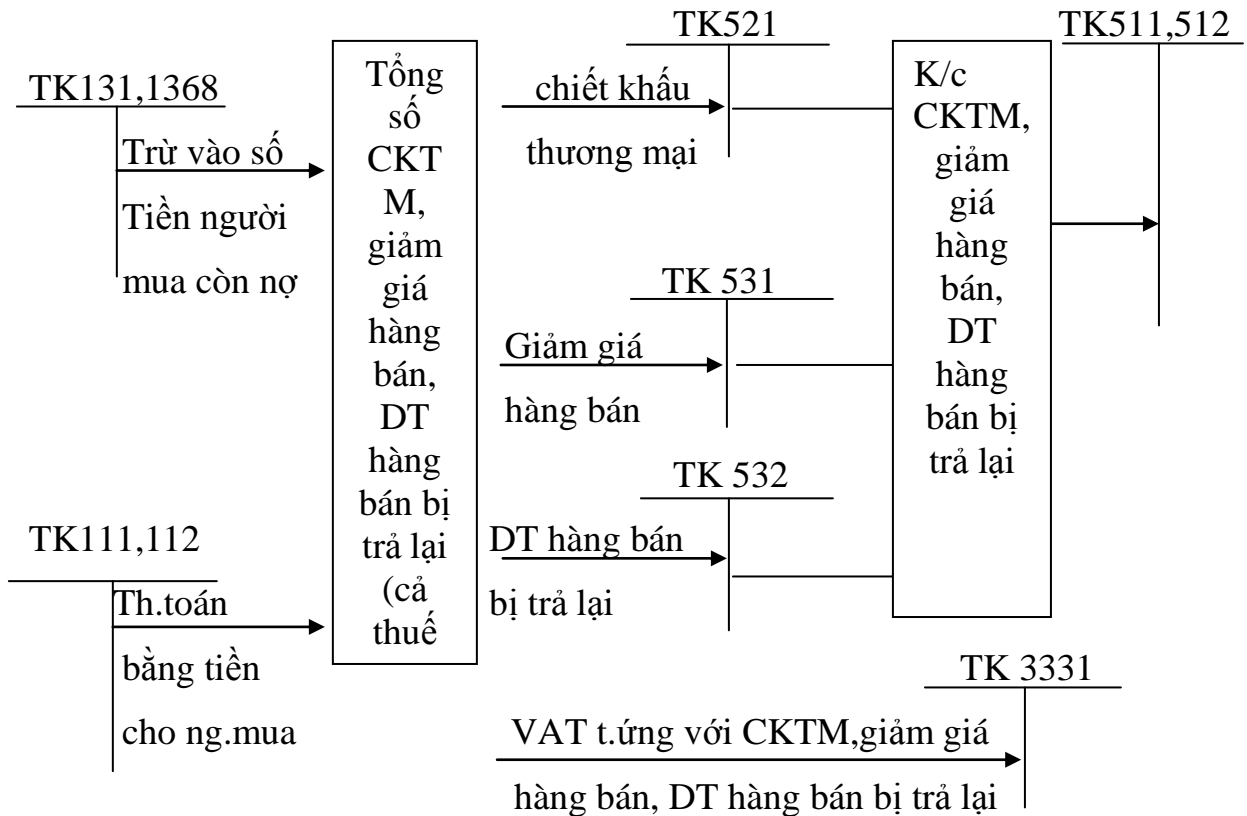 TK131,1368
Trừ vào số
Tiền người
mua còn nợ
TK111,112
Th.toán
bằng tiền
cho ng.mua
Tổng
số
CKT
M,
giảm
giá
hàng
bán,
DT
hàng
bán bị
trả lại
(cả
thuế
TK521
chiết khấu
thương mại
TK 531
Giảm giá
hàng bán
TK 532
DT hàng bán
bị trả lại
K/c
CKTM,
giảm
giá
hàng
bán,
DT
hàng
bán bị
trả lại
TK511,512
TK 3331
VAT t.ứng với CKTM,giảm giá
hàng bán, DT hàng bán bị trả lại